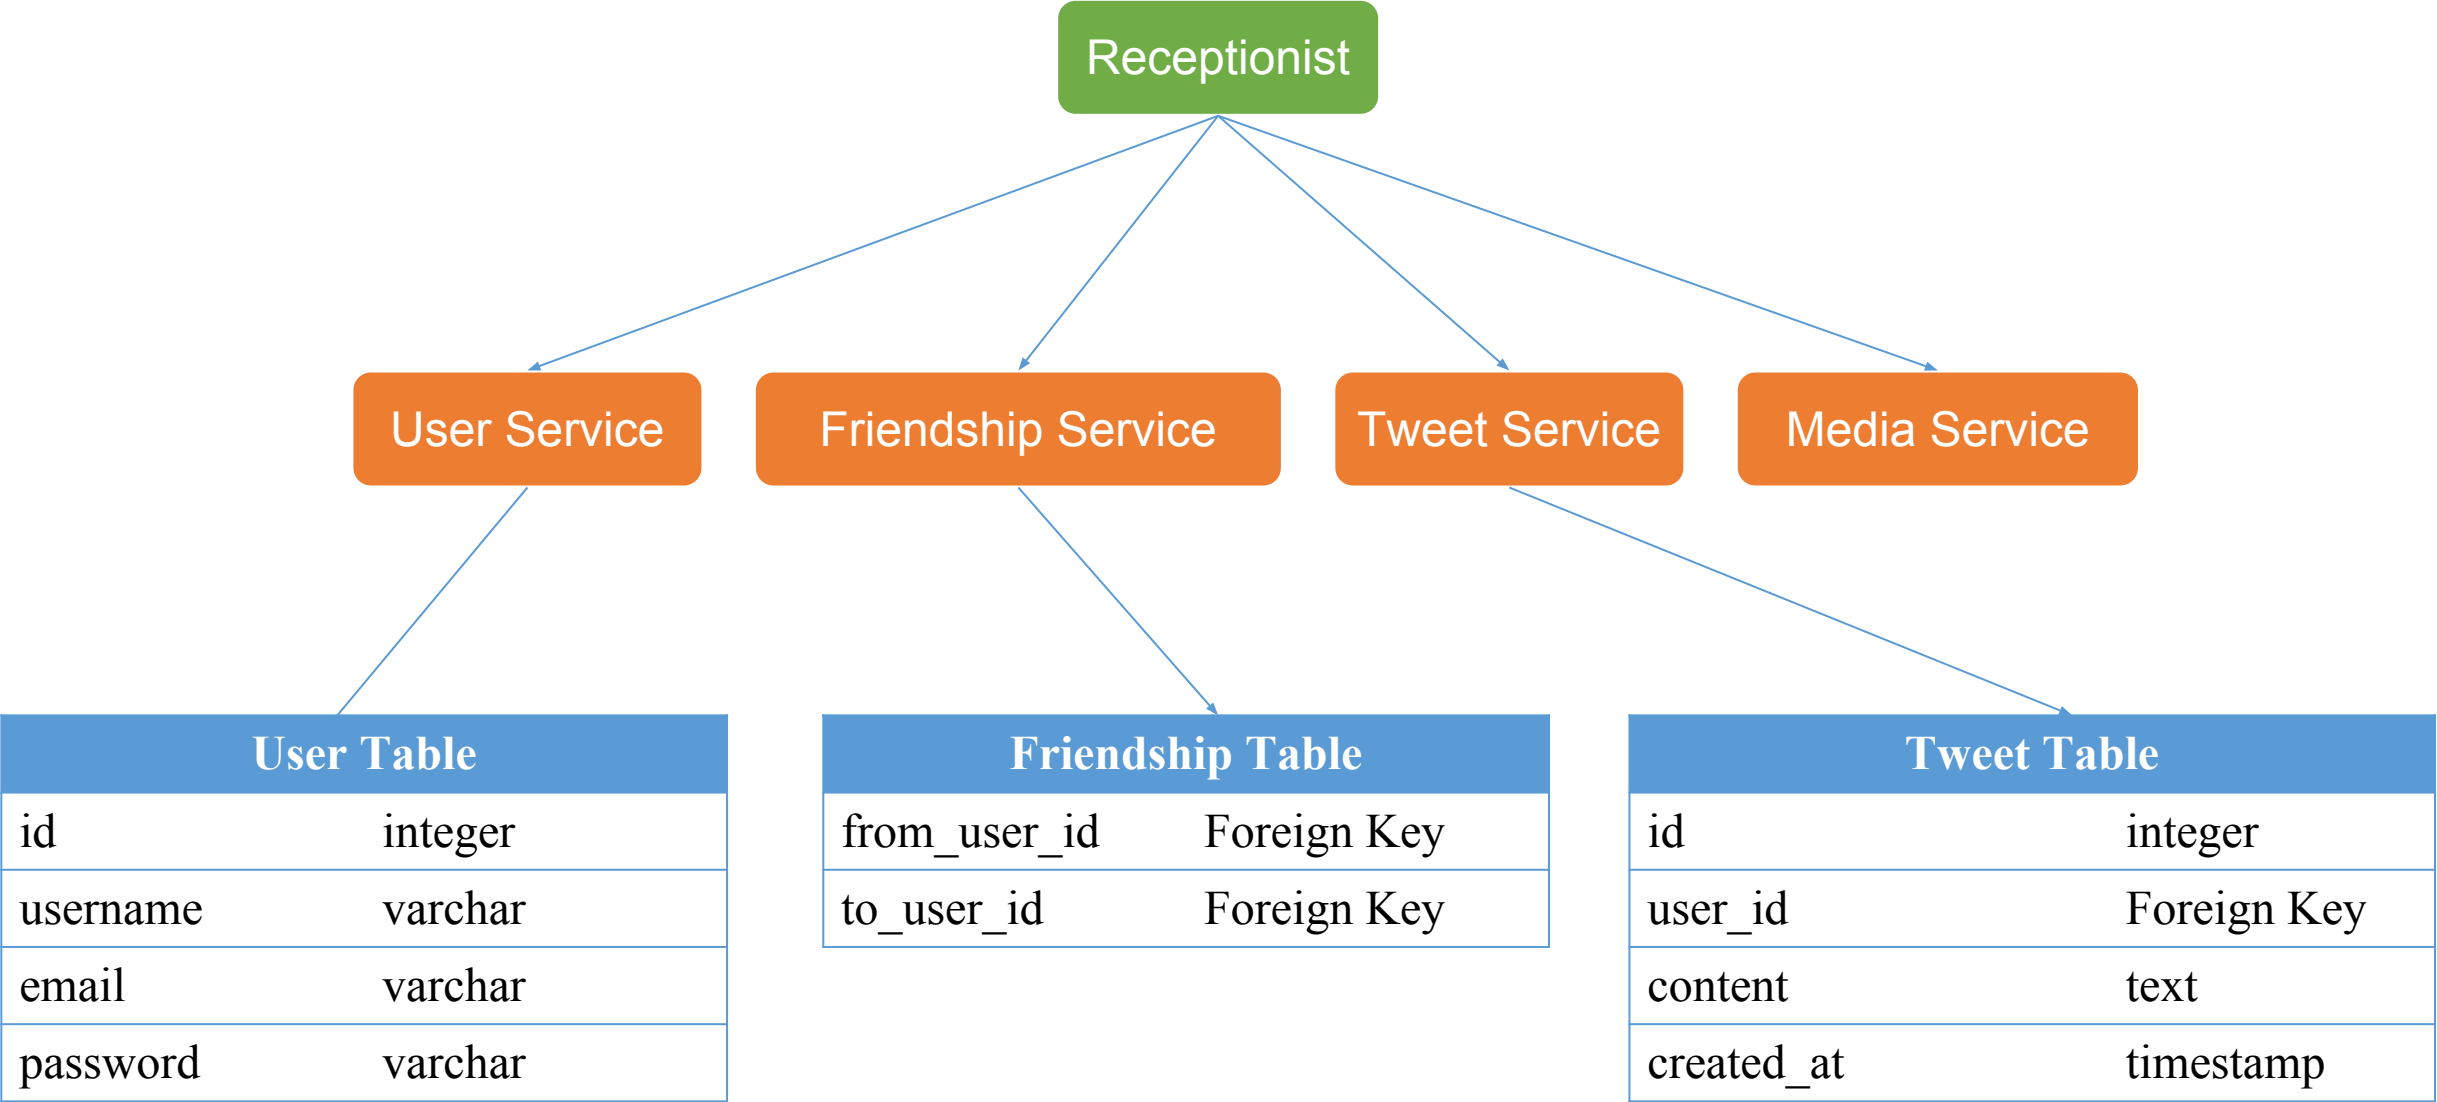 Receptionist
User Service
Friendship Service
Tweet Service
Media Service
User Table
id integer
username varchar
email varchar
password varchar
Friendship Table
from_user_id Foreign Key
to_user_id Foreign Key
Tweet Table
id integer
user_id Foreign Key
content text
created_at timestamp